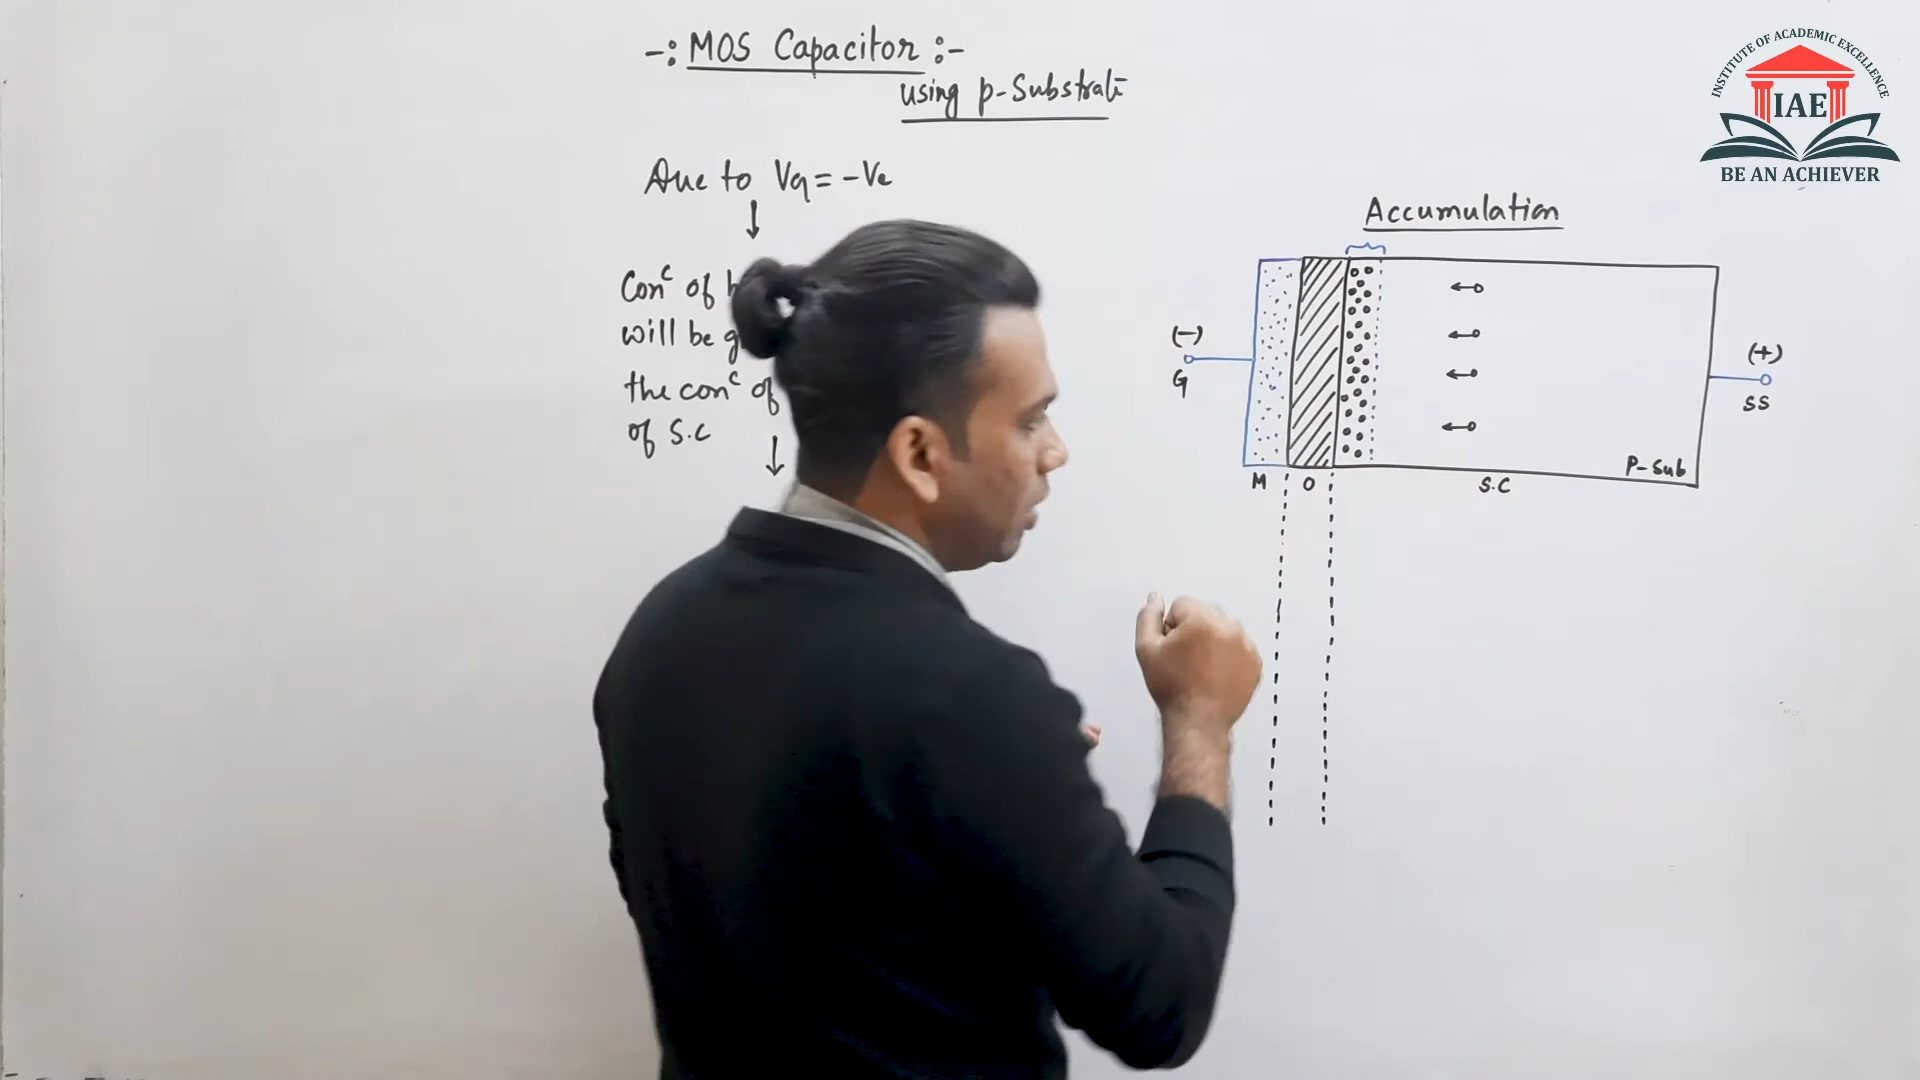 -: MOS Capacitor :-
using p-Substrate
Due to VG = -Ve
↓
Conc of
will be
the conc of
of S.C
↓
Accumulation
(-)
G
(+)
SS
P-Sub
M O S.C
INSTITUTE OF ACADEMIC EXCELLENCE
IAE
BE AN ACHIEVER